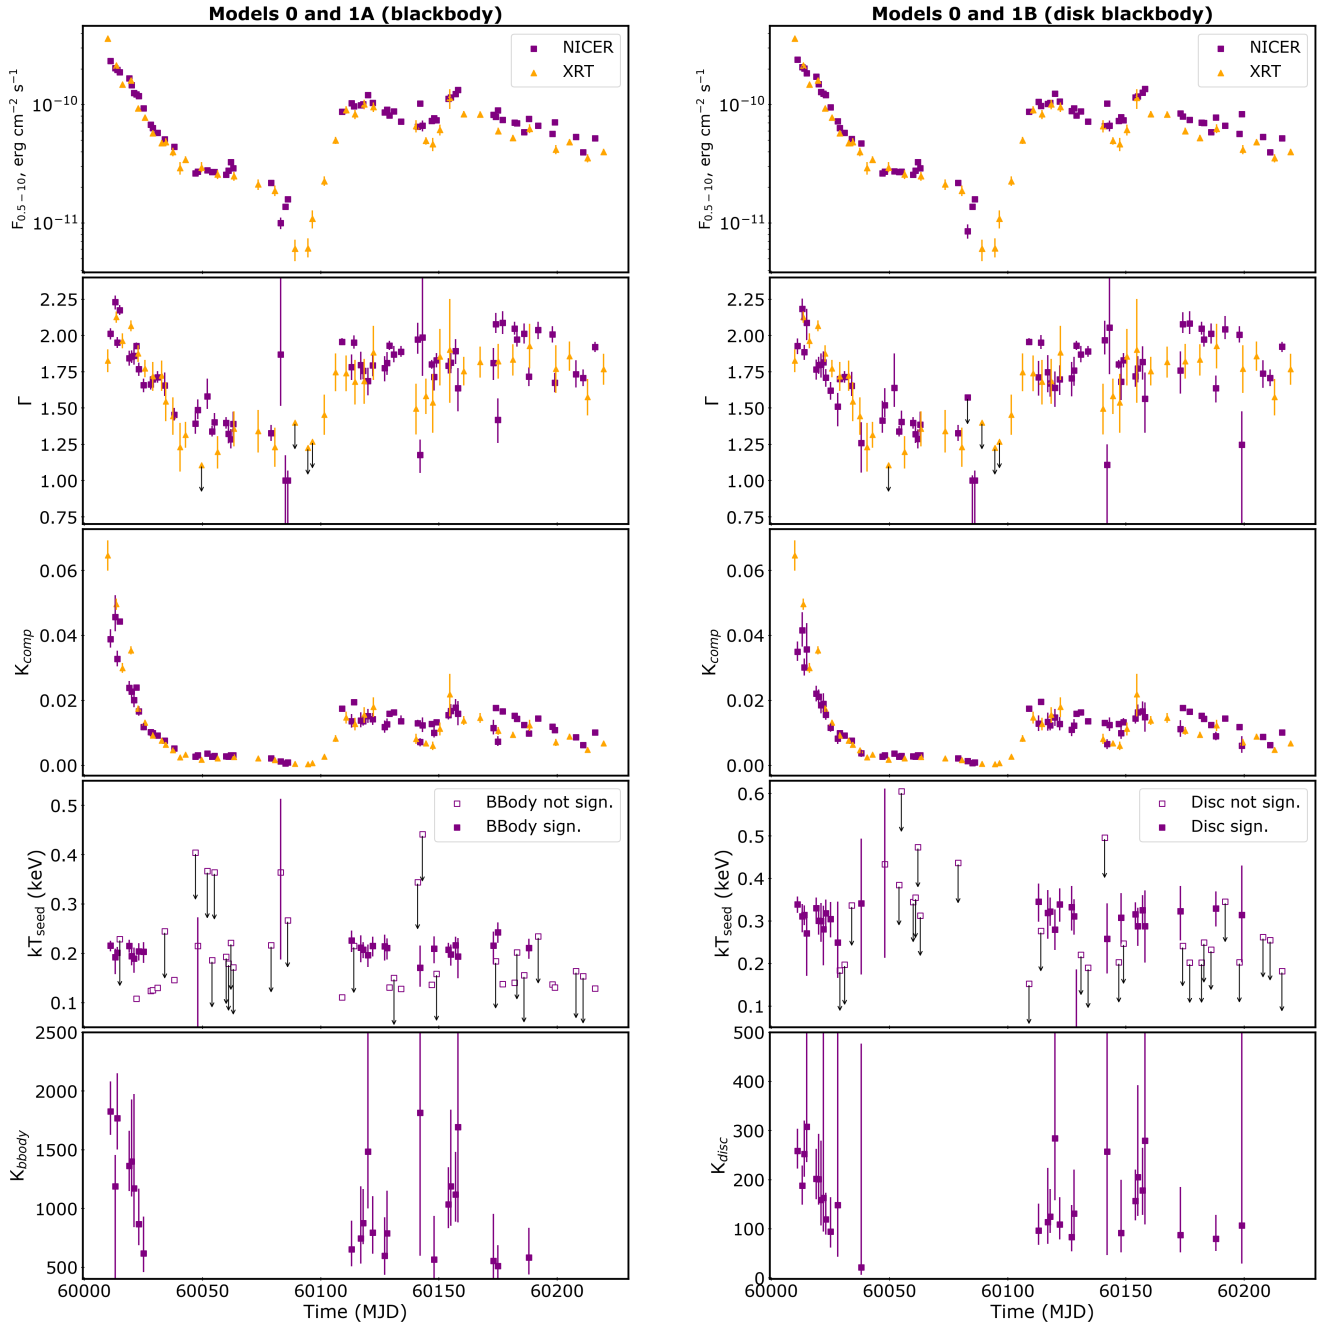 Models 0 and 1A (blackbody)
NICER
XRT
F0.5−10, erg cm−2 s−1
10−10
10−11
Γ
2.25
2.00
1.75
1.50
1.25
1.00
0.75
Kcomp
0.06
0.04
0.02
0.00
kTseed (keV)
0.5
0.4
0.3
0.2
0.1
BBody not sign.
BBody sign.
Kbbody
2500
2000
1500
1000
500
60000 60050 60100 60150 60200
Time (MJD)
Models 0 and 1B (disk blackbody)
NICER
XRT
F0.5−10, erg cm−2 s−1
10−10
10−11
Γ
2.25
2.00
1.75
1.50
1.25
1.00
0.75
Kcomp
0.06
0.04
0.02
0.00
kTseed (keV)
0.6
0.5
0.4
0.3
0.2
0.1
Disc not sign.
Disc sign.
Kdisc
500
400
300
200
100
0
60000 60050 60100 60150 60200
Time (MJD)